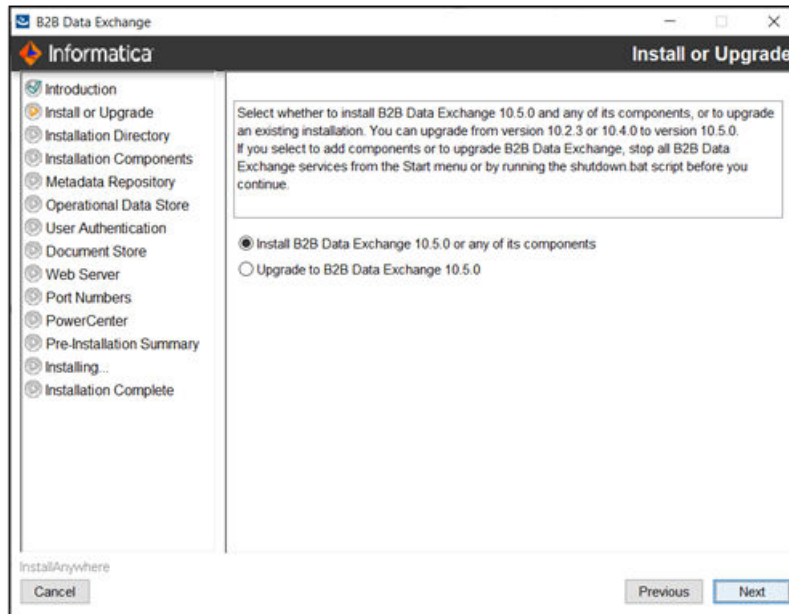 B2B Data Exchange
Informatica
Install or Upgrade
Introduction
Install or Upgrade
Installation Directory
Installation Components
Metadata Repository
Operational Data Store
User Authentication
Document Store
Web Server
Port Numbers
PowerCenter
Pre-Installation Summary
Installing...
Installation Complete
Select whether to install B2B Data Exchange 10.5.0 and any of its components, or to upgrade
an existing installation. You can upgrade from version 10.2.3 or 10.4.0 to version 10.5.0.
If you select to add components or to upgrade B2B Data Exchange, stop all B2B Data
Exchange services from the Start menu or by running the shutdown.bat script before you
continue.
Install B2B Data Exchange 10.5.0 or any of its components
Upgrade to B2B Data Exchange 10.5.0
InstallAnywhere
Cancel
Previous
Next